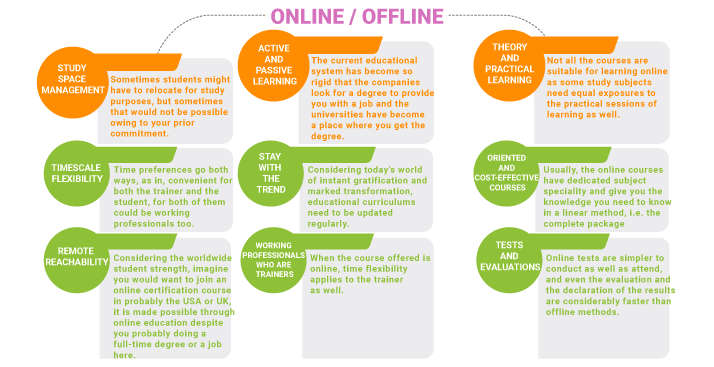 ONLINE / OFFLINE
STUDY
SPACE
MANAGEMENT
Sometimes students might
have to relocate for study
purposes, but sometimes
that would not be possible
owing to your prior
commitment.
ACTIVE
AND
PASSIVE
LEARNING
The current educational
system has become so
rigid that the companies
look for a degree to provide
you with a job and the
universities have become
a place where you get the
degree.
THEORY
AND
PRACTICAL
LEARNING
Not all the courses are
suitable for learning online
as some study subjects
need equal exposures to
the practical sessions of
learning as well.
TIMESCALE
FLEXIBILITY
Time preferences go both
ways, as in, convenient for
both the trainer and the
student, for both of them
could be working
professionals too.
STAY
WITH
THE
TREND
Considering today's world
of instant gratification and
marked transformation,
educational curriculums
need to be updated
regularly.
ORIENTED
AND
COST-EFFECTIVE
COURSES
Usually, the online courses
have dedicated subject
speciality and give you the
knowledge you need to know
in a linear method, i.e. the
complete package
REMOTE
REACHABILITY
Considering the worldwide
student strength, imagine
you would want to join an
online certification course
in probably the USA or UK,
it is made possible through
online education despite
you probably doing a
full-time degree or a job
here.
WORKING
PROFESSIONALS
WHO ARE
TRAINERS
When the course offered is
online, time flexibility
applies to the trainer
as well.
TESTS
AND
EVALUATIONS
Online tests are simpler to
conduct as well as attend,
and even the evaluation and
the declaration of the results
are considerably faster than
offline methods.